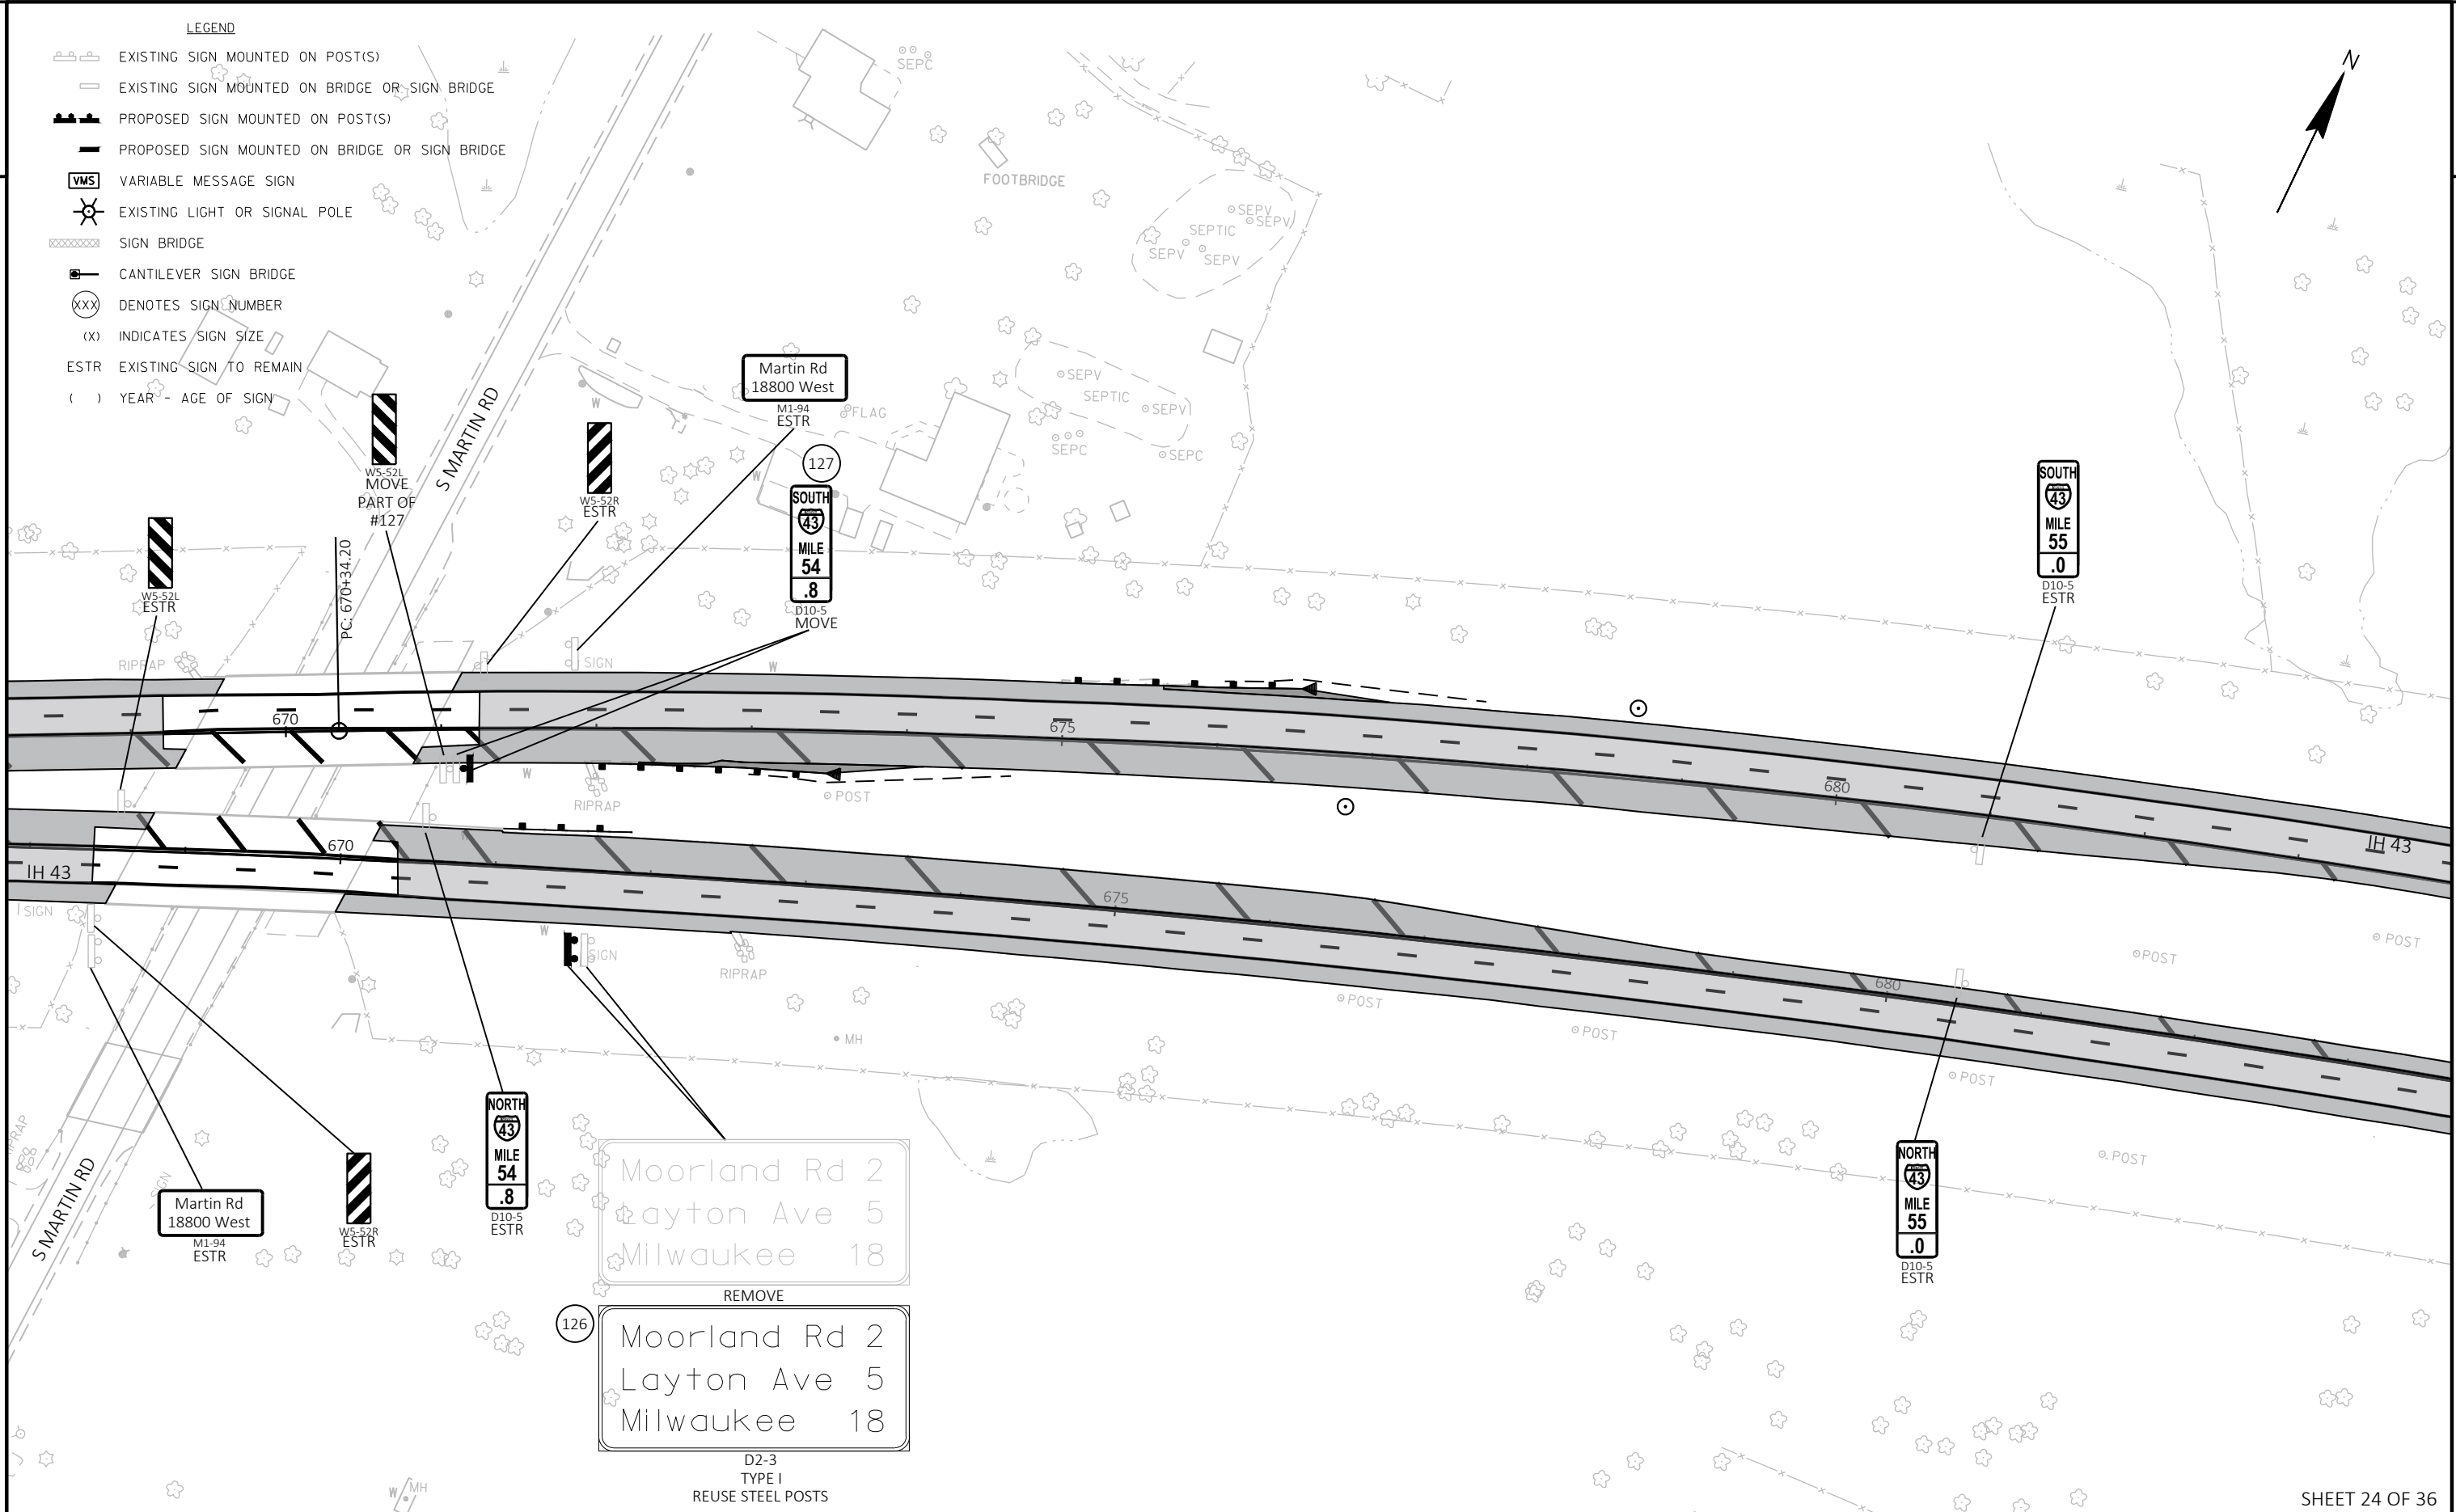 LEGEND
EXISTING SIGN MOUNTED ON POST(S)
EXISTING SIGN MOUNTED ON BRIDGE OR SIGN BRIDGE
PROPOSED SIGN MOUNTED ON POST(S)
PROPOSED SIGN MOUNTED ON BRIDGE OR SIGN BRIDGE
VMS VARIABLE MESSAGE SIGN
EXISTING LIGHT OR SIGNAL POLE
SIGN BRIDGE
CANTILEVER SIGN BRIDGE
XXX DENOTES SIGN NUMBER
(X) INDICATES SIGN SIZE
ESTR EXISTING SIGN TO REMAIN
( ) YEAR - AGE OF SIGN
N
SEPC
FOOTBRIDGE
SEPV
SEPV
SEPTIC
SEPV
SEPV
SEPV
SEPTIC
SEPV
SEPC
SEPC
FLAG
W
W
S MARTIN RD
Martin Rd
18800 West
M1-94
ESTR
W5-52L
MOVE
PART OF
#127
W5-52R
ESTR
127
SOUTH
43
MILE
54
.8
D10-5
MOVE
SOUTH
43
MILE
55
.0
D10-5
ESTR
W5-52L
ESTR
PC: 670+34.20
RIPRAP
SIGN
W
670
675
680
IH 43
W
RIPRAP
POST
670
675
680
IH 43
SIGN
W
SIGN
RIPRAP
POST
POST
POST
POST
POST
POST
MH
RIPRAP
SIGN
S MARTIN RD
Martin Rd
18800 West
M1-94
ESTR
W5-52R
ESTR
NORTH
43
MILE
54
.8
D10-5
ESTR
Moorland Rd 2
Layton Ave 5
Milwaukee 18
REMOVE
126
Moorland Rd 2
Layton Ave 5
Milwaukee 18
D2-3
TYPE I
REUSE STEEL POSTS
NORTH
43
MILE
55
.0
D10-5
ESTR
W
MH
SHEET 24 OF 36